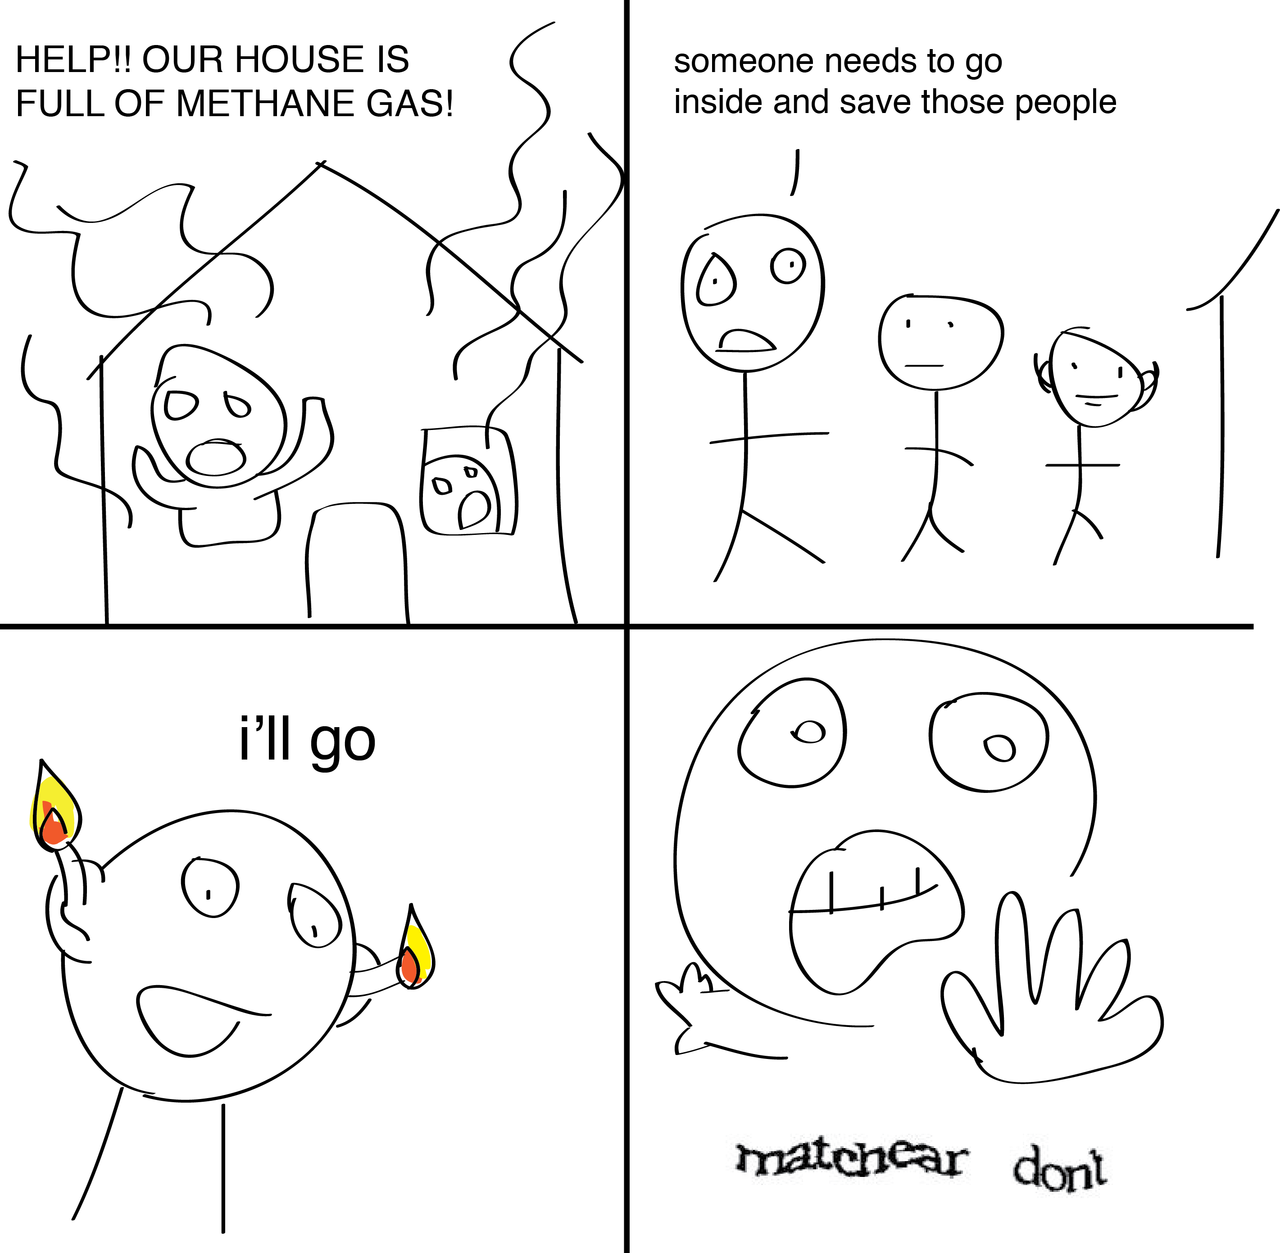 HELP!! OUR HOUSE IS
FULL OF METHANE GAS!
someone needs to go
inside and save those people
i'll go
matchear don't